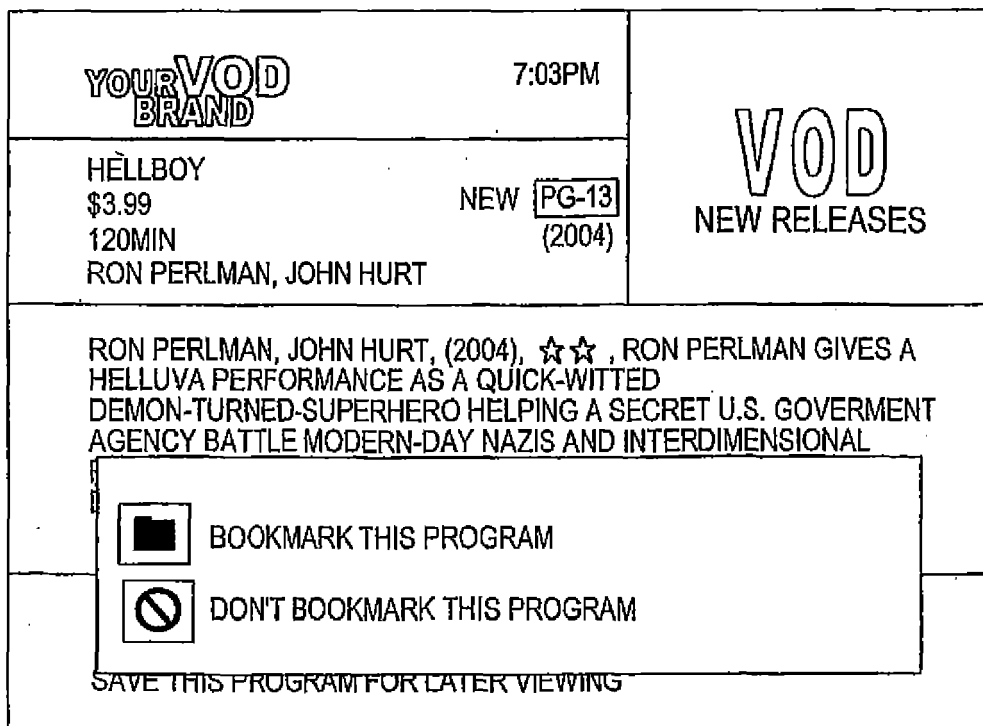 YOUR VOD
BRAND
7:03PM
HELLBOY
$3.99
NEW PG-13
120MIN
(2004)
RON PERLMAN, JOHN HURT
VOD
NEW RELEASES
RON PERLMAN, JOHN HURT, (2004), ☆☆ , RON PERLMAN GIVES A
HELLUVA PERFORMANCE AS A QUICK-WITTED
DEMON-TURNED-SUPERHERO HELPING A SECRET U.S. GOVERMENT
AGENCY BATTLE MODERN-DAY NAZIS AND INTERDIMENSIONAL
BOOKMARK THIS PROGRAM
DON'T BOOKMARK THIS PROGRAM
SAVE THIS PROGRAM FOR LATER VIEWING